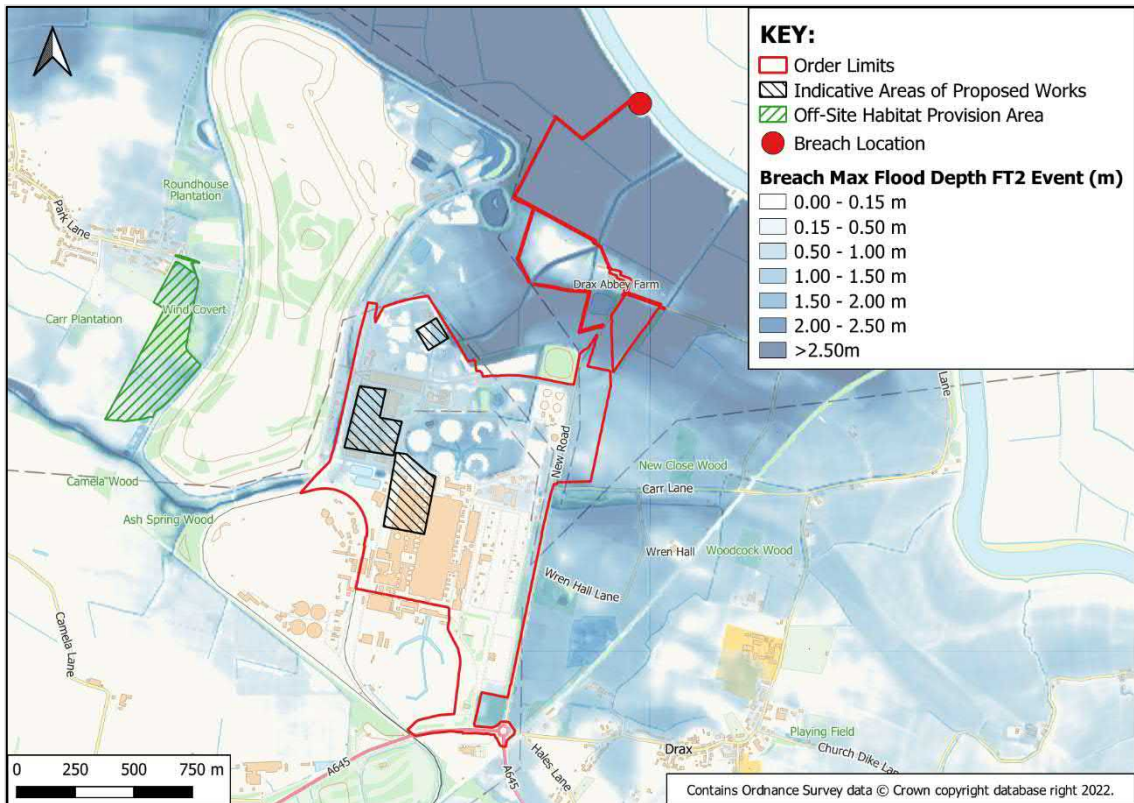 KEY:
Order Limits
Indicative Areas of Proposed Works
Off-Site Habitat Provision Area
Breach Location
Breach Max Flood Depth FT2 Event (m)
0.00 - 0.15 m
0.15 - 0.50 m
0.50 - 1.00 m
1.00 - 1.50 m
1.50 - 2.00 m
2.00 - 2.50 m
>2.50m
Roundhouse
Plantation
Park Lane
Wind Covert
Carr Plantation
Drax Abbey Farm
Lane
New Road
New Close Wood
Carr Lane
Camela Wood
Ash Spring Wood
Wren Hall
Woodcock Wood
Wren Hall Lane
Camela Lane
Playing Field
Drax
Church Dike Lane
Hales Lane
A645
A645
0 250 500 750 m
Contains Ordnance Survey data © Crown copyright database right 2022.